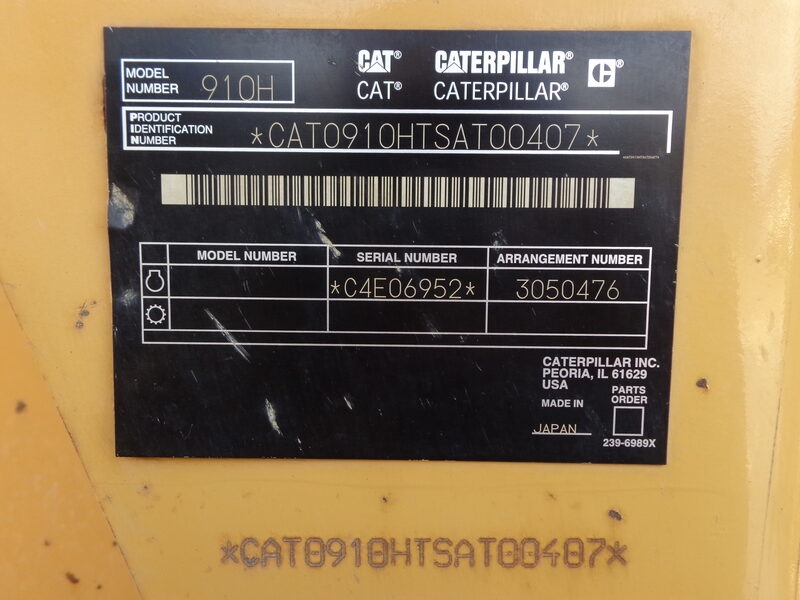 CAT® CATERPILLAR® C®
CAT® CATERPILLAR®
MODEL
NUMBER 910H
PRODUCT
IDENTIFICATION
NUMBER *CAT0910HTSAT00407*
MODEL NUMBER SERIAL NUMBER ARRANGEMENT NUMBER
*C4E06952* 3050476
CATERPILLAR INC.
PEORIA, IL 61629
USA
PARTS
ORDER
MADE IN
JAPAN
239-6989X
*CAT0910HTSAT00407*